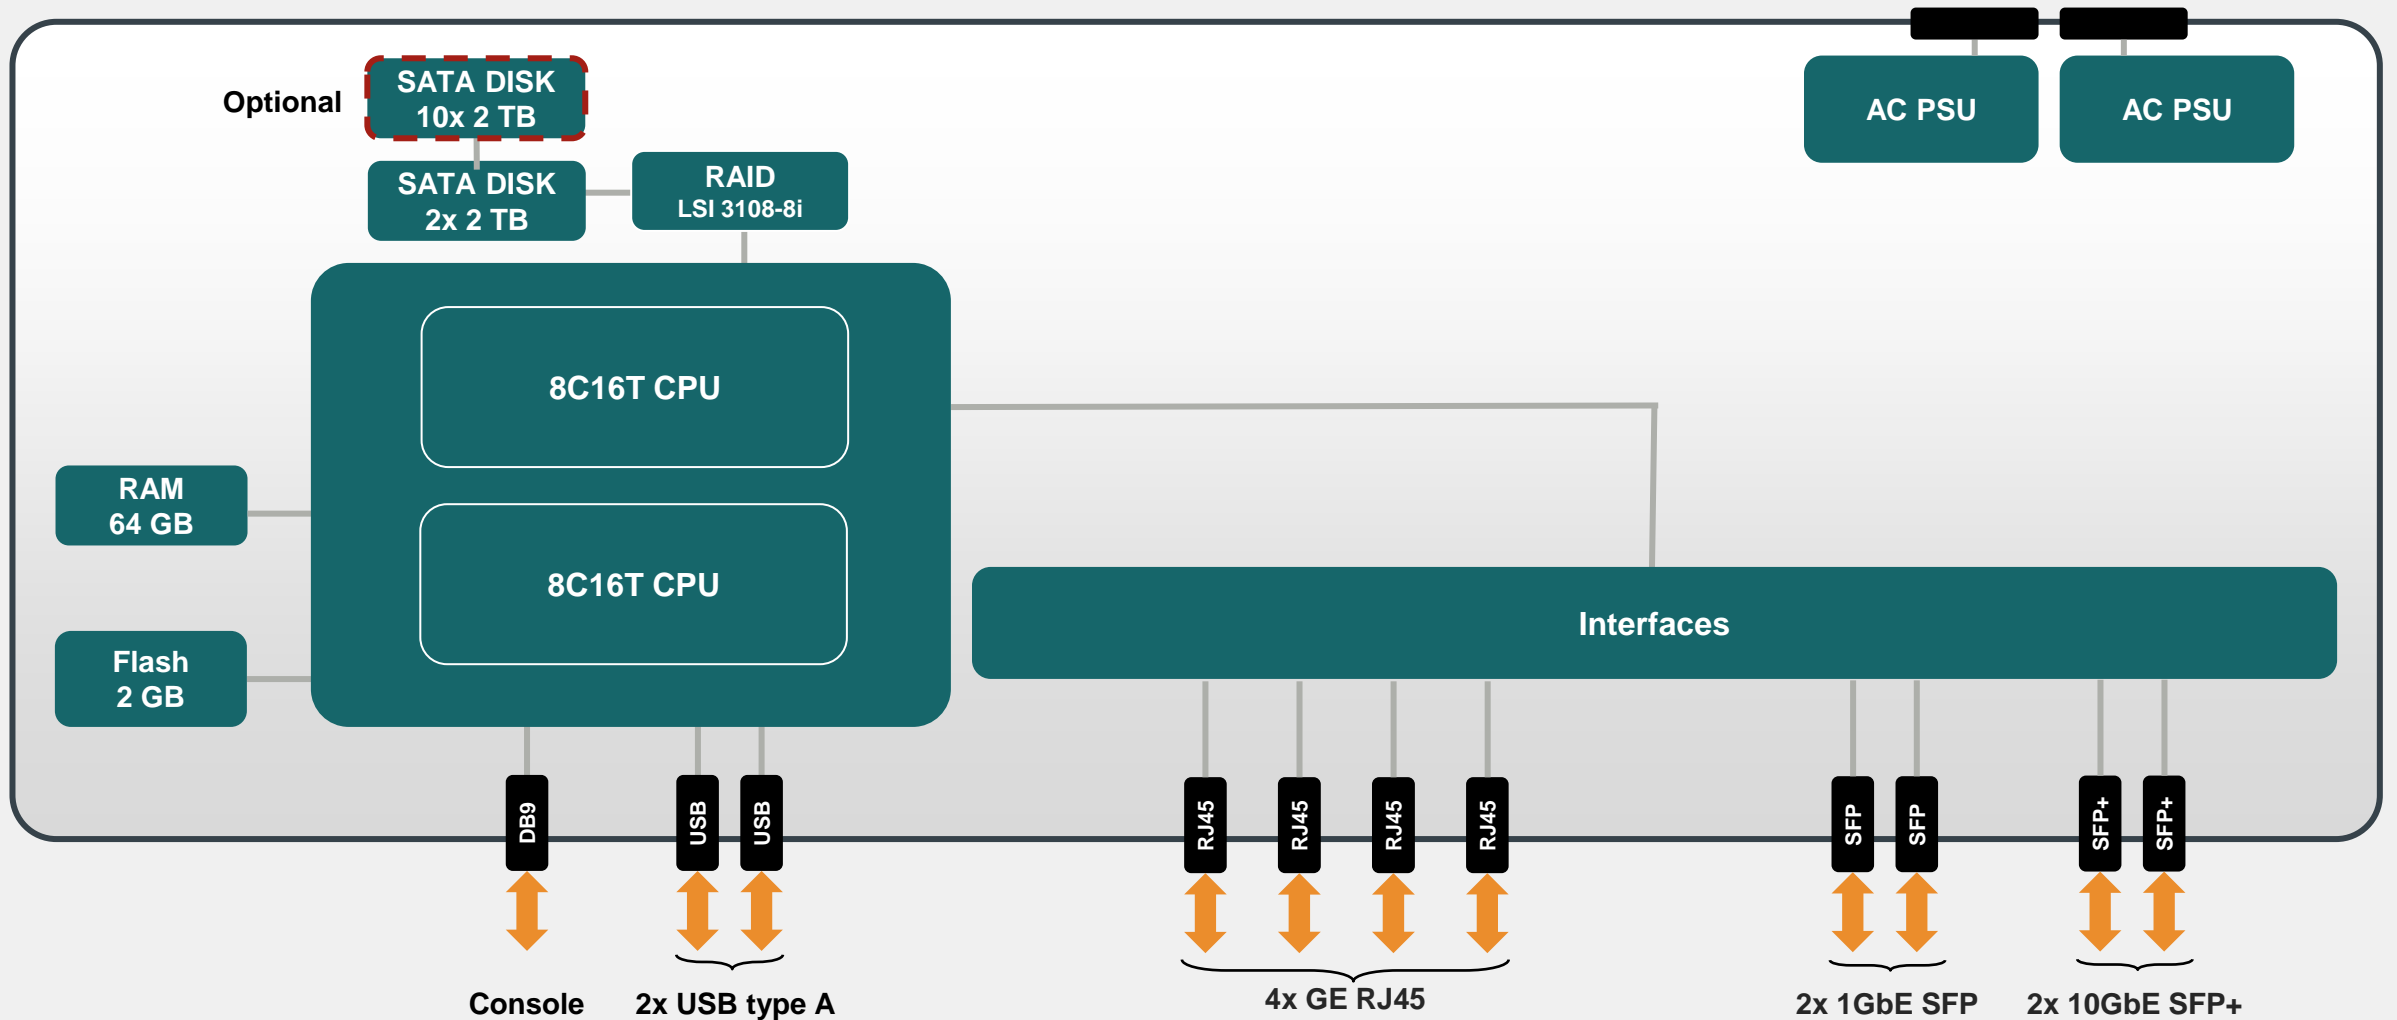 Optional
SATA DISK
10x 2 TB
SATA DISK
2x 2 TB
RAID
LSI 3108-8i
AC PSU
AC PSU
8C16T CPU
8C16T CPU
RAM
64 GB
Flash
2 GB
Interfaces
DB9
USB
USB
RJ45
RJ45
RJ45
RJ45
SFP
SFP
SFP+
SFP+
Console
2x USB type A
4x GE RJ45
2x 1GbE SFP
2x 10GbE SFP+